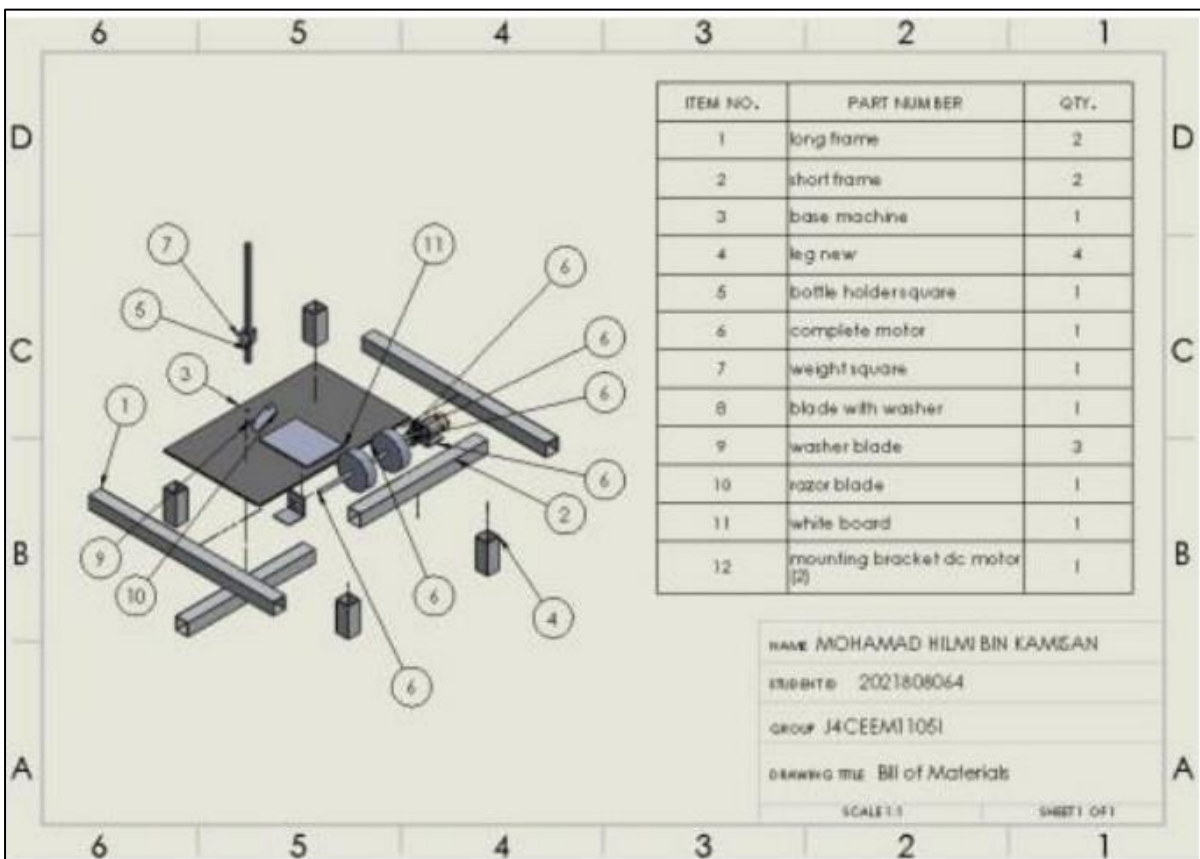 6 5 4 3 2 1
D D
C C
B B
A A
7
11
6
5
6
3
6
1
6
2
9
10
6
4
6
ITEM NO. PART NUMBER QTY.
1 long frame 2
2 short frame 2
3 base machine 1
4 leg new 4
5 bottle holder square 1
6 complete motor 1
7 weight square 1
8 blade with washer 1
9 washer blade 3
10 razor blade 1
11 white board 1
12 mounting bracket dc motor 1
(2)
NAME MOHAMAD HILMI BIN KAMISAN
STUDENT ID 2021808064
GROUP J4CEEM1105I
DRAWING TITLE Bill of Materials
SCALE 1:1 SHEET 1 OF 1
6 5 4 3 2 1